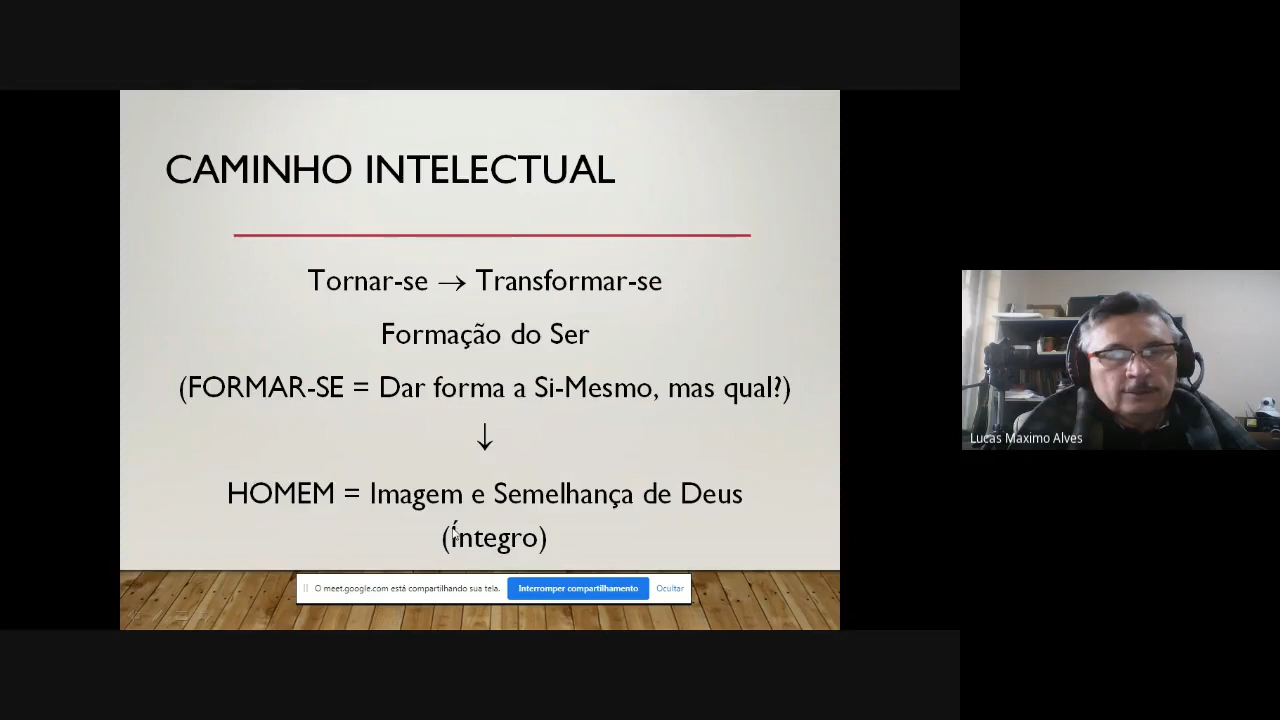 CAMINHO INTELECTUAL
Tornar-se → Transformar-se
Formação do Ser
(FORMAR-SE = Dar forma a Si-Mesmo, mas qual?)
↓
HOMEM = Imagem e Semelhança de Deus
(íntegro)
O meet.google.com está compartilhando sua tela. Interromper compartilhamento Ocultar
Lucas Maximo Alves